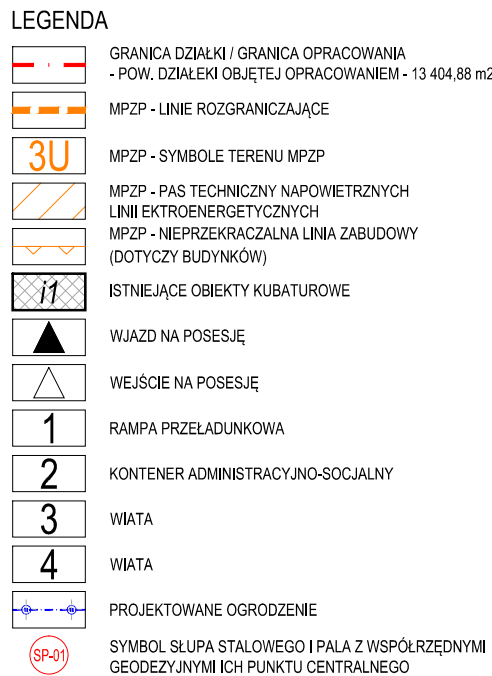 LEGENDA
GRANICA DZIAŁKI / GRANICA OPRACOWANIA
- POW. DZIAŁEKI OBJĘTEJ OPRACOWANIEM - 13 404,88 m2
MPZP - LINIE ROZGRANICZAJĄCE
3U MPZP - SYMBOLE TERENU MPZP
MPZP - PAS TECHNICZNY NAPOWIETRZNYCH
LINII EKTROENERGETYCZNYCH
MPZP - NIEPRZEKRACZALNA LINIA ZABUDOWY
(DOTYCZY BUDYNKÓW)
i1 ISTNIEJĄCE OBIEKTY KUBATUROWE
WJAZD NA POSESJĘ
WEJŚCIE NA POSESJĘ
1 RAMPA PRZEŁADUNKOWA
2 KONTENER ADMINISTRACYJNO-SOCJALNY
3 WIATA
4 WIATA
PROJEKTOWANE OGRODZENIE
SP-01 SYMBOL SŁUPA STALOWEGO I PALA Z WSPÓŁRZĘDNYMI
GEODEZYJNYMI ICH PUNKTU CENTRALNEGO